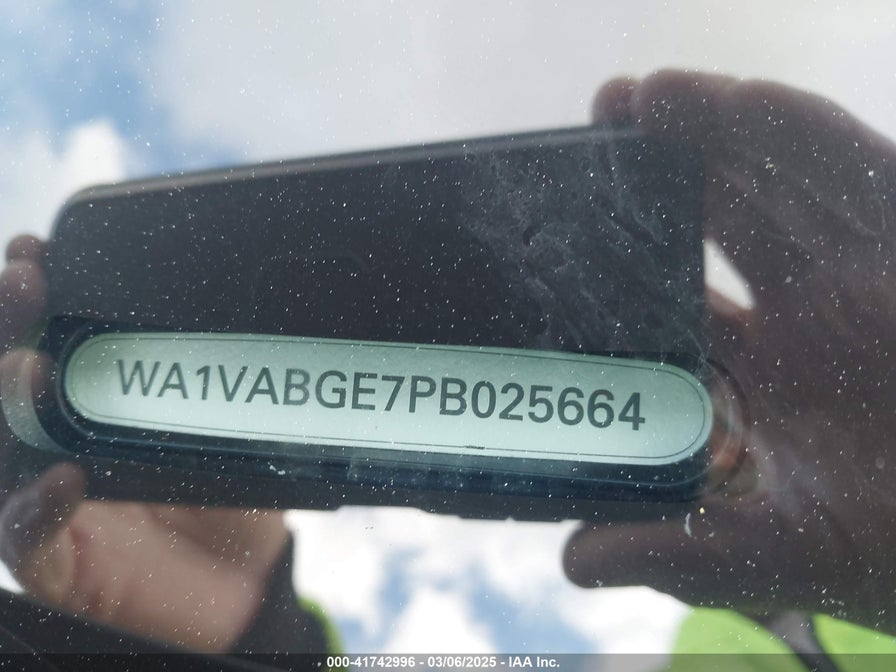 WA1VABGE7PB025664
000-41742996 - 03/06/2025 - IAA Inc.